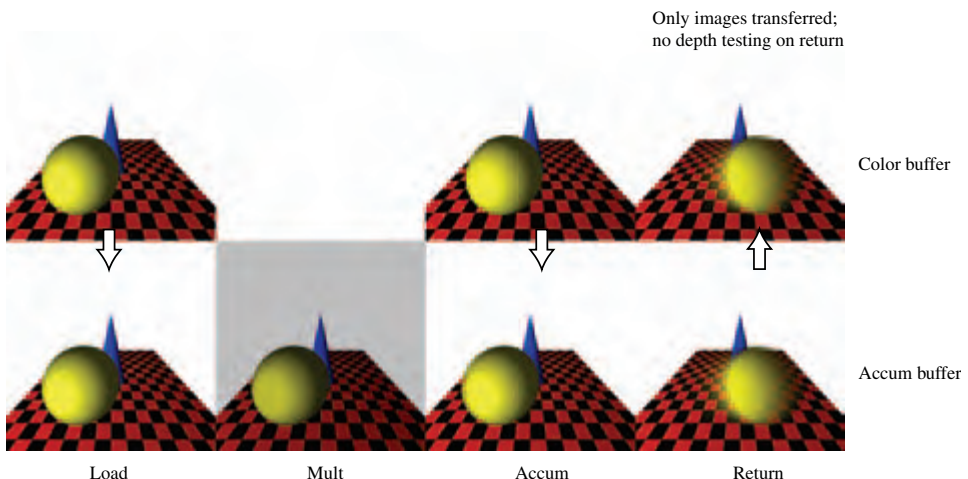 Only images transferred;
no depth testing on return
Color buffer
Accum buffer
Load
Mult
Accum
Return